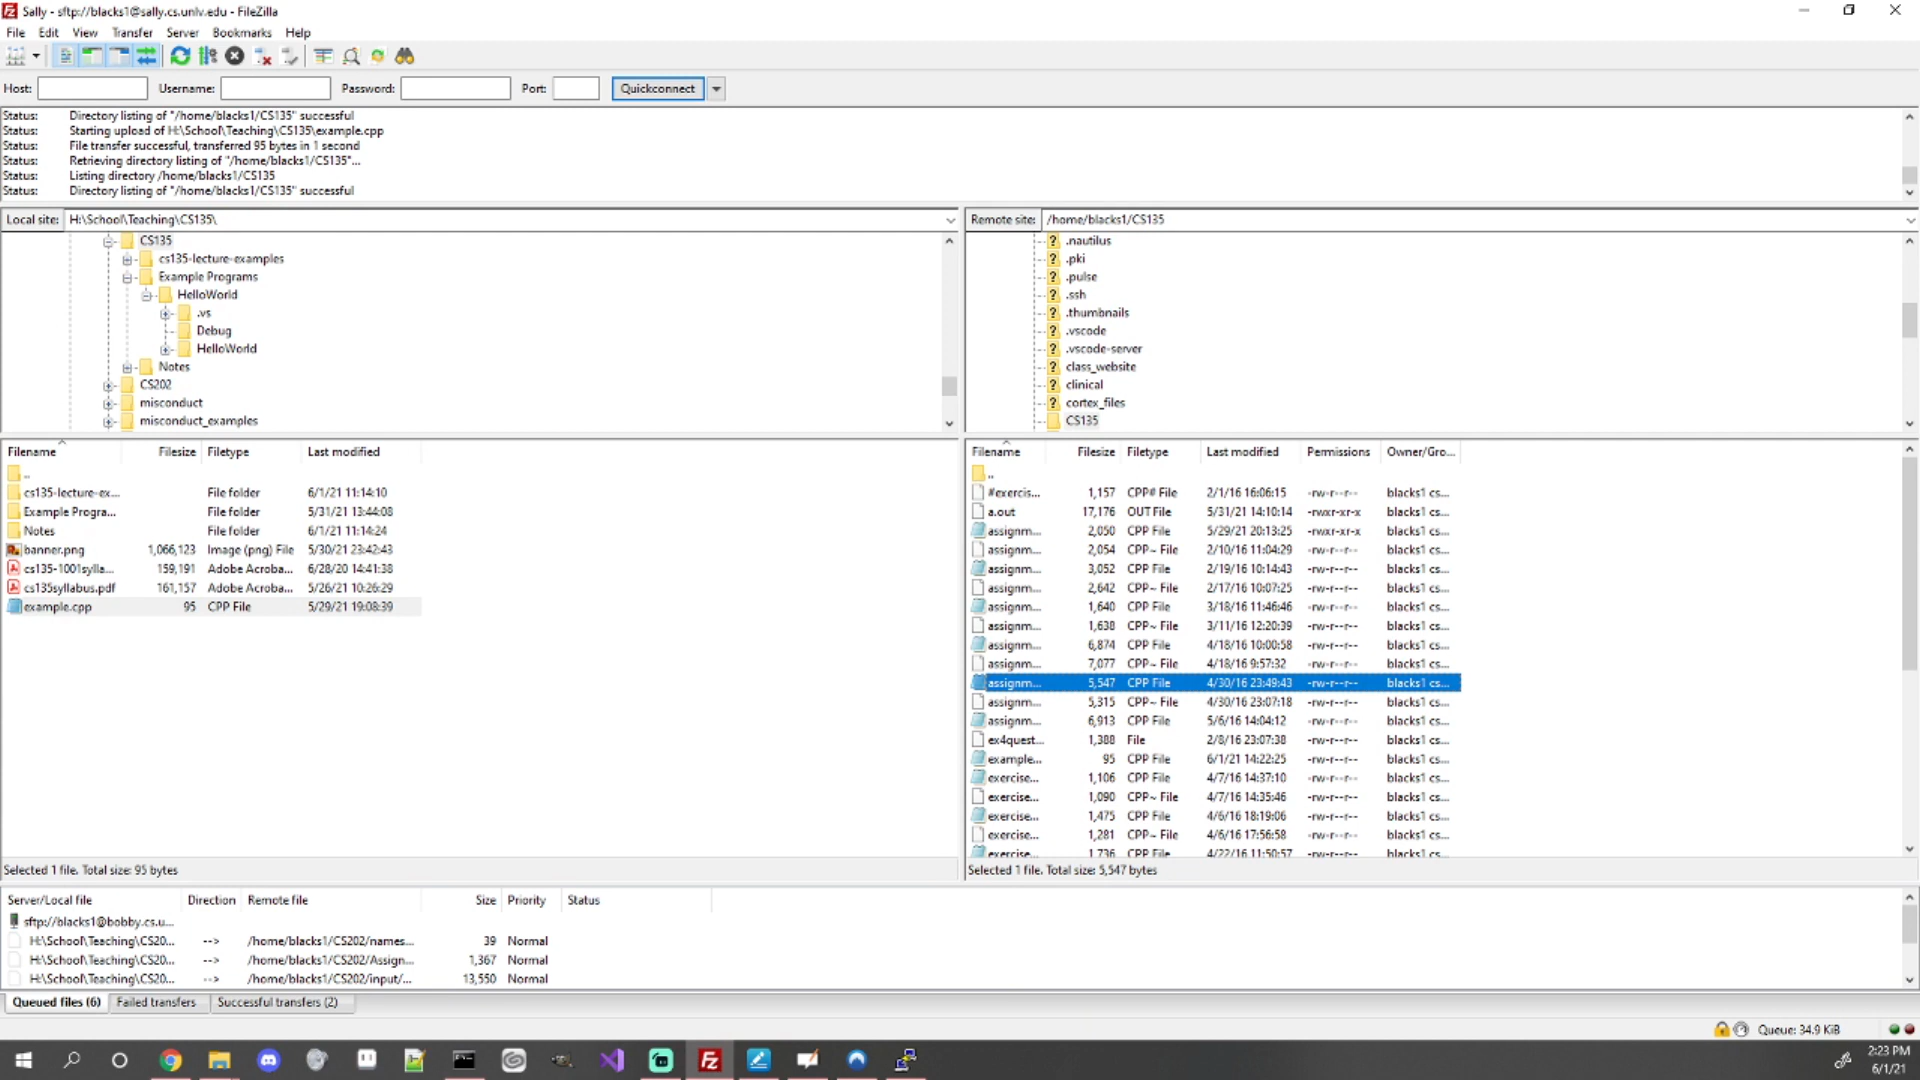 Sally - sftp://blacks1@sally.cs.unlv.edu - FileZilla
File Edit View Transfer Server Bookmarks Help
Host: Username: Password: Port: Quickconnect
Status: Directory listing of "/home/blacks1/CS135" successful
Status: Starting upload of H:\School\Teaching\CS135\example.cpp
Status: File transfer successful, transferred 95 bytes in 1 second
Status: Retrieving directory listing of "/home/blacks1/CS135"...
Status: Listing directory /home/blacks1/CS135
Status: Directory listing of "/home/blacks1/CS135" successful
Local site: H:\School\Teaching\CS135\
CS135
cs135-lecture-examples
Example Programs
HelloWorld
.vs
Debug
HelloWorld
Notes
CS202
misconduct
misconduct_examples
Filename Filesize Filetype Last modified
..
cs135-lecture-ex... File folder 6/1/21 11:14:10
Example Progra... File folder 5/31/21 13:44:08
Notes File folder 6/1/21 11:14:24
banner.png 1,066,123 Image (png) File 5/30/21 23:42:43
cs135-1001sylla... 159,191 Adobe Acroba... 6/28/20 14:41:38
cs135syllabus.pdf 161,157 Adobe Acroba... 5/26/21 10:26:29
example.cpp 95 CPP File 5/29/21 19:08:39
Selected 1 file. Total size: 95 bytes
Remote site: /home/blacks1/CS135
? .nautilus
? .pki
? .pulse
? .ssh
? .thumbnails
? .vscode
? .vscode-server
? class_website
? clinical
? cortex_files
CS135
Filename Filesize Filetype Last modified Permissions Owner/Gro...
..
#exercis... 1,157 CPP# File 2/1/16 16:06:15 -rw-r--r-- blacks1 cs...
a.out 17,176 OUT File 5/31/21 14:10:14 -rwxr-xr-x blacks1 cs...
assignm... 2,050 CPP File 5/29/21 20:13:25 -rwxr-xr-x blacks1 cs...
assignm... 2,054 CPP~ File 2/10/16 11:04:29 -rw-r--r-- blacks1 cs...
assignm... 3,052 CPP File 2/19/16 10:14:43 -rw-r--r-- blacks1 cs...
assignm... 2,642 CPP~ File 2/17/16 10:07:25 -rw-r--r-- blacks1 cs...
assignm... 1,640 CPP File 3/18/16 11:46:46 -rw-r--r-- blacks1 cs...
assignm... 1,638 CPP~ File 3/11/16 12:20:39 -rw-r--r-- blacks1 cs...
assignm... 6,874 CPP File 4/18/16 10:00:58 -rw-r--r-- blacks1 cs...
assignm... 7,077 CPP~ File 4/18/16 9:57:32 -rw-r--r-- blacks1 cs...
assignm... 5,547 CPP File 4/30/16 23:49:43 -rw-r--r-- blacks1 cs...
assignm... 5,315 CPP~ File 4/30/16 23:07:18 -rw-r--r-- blacks1 cs...
assignm... 6,913 CPP File 5/6/16 14:04:12 -rw-r--r-- blacks1 cs...
ex4quest... 1,388 File 2/8/16 23:07:38 -rw-r--r-- blacks1 cs...
example... 95 CPP File 6/1/21 14:22:25 -rw-r--r-- blacks1 cs...
exercise... 1,106 CPP File 4/7/16 14:37:10 -rw-r--r-- blacks1 cs...
exercise... 1,090 CPP~ File 4/7/16 14:35:46 -rw-r--r-- blacks1 cs...
exercise... 1,475 CPP File 4/6/16 18:19:06 -rw-r--r-- blacks1 cs...
exercise... 1,281 CPP~ File 4/6/16 17:56:58 -rw-r--r-- blacks1 cs...
exercise... 1,736 CPP File 4/22/16 11:50:57 -rw-r--r-- blacks1 cs...
Selected 1 file. Total size: 5,547 bytes
Server/Local file Direction Remote file Size Priority Status
sftp://blacks1@bobby.cs.u...
H:\School\Teaching\CS20... --> /home/blacks1/CS202/names... 39 Normal
H:\School\Teaching\CS20... --> /home/blacks1/CS202/Assign... 1,367 Normal
H:\School\Teaching\CS20... --> /home/blacks1/CS202/input/... 13,550 Normal
Queued files (6) Failed transfers Successful transfers (2)
Queue: 34.9 KiB
2:23 PM
6/1/21